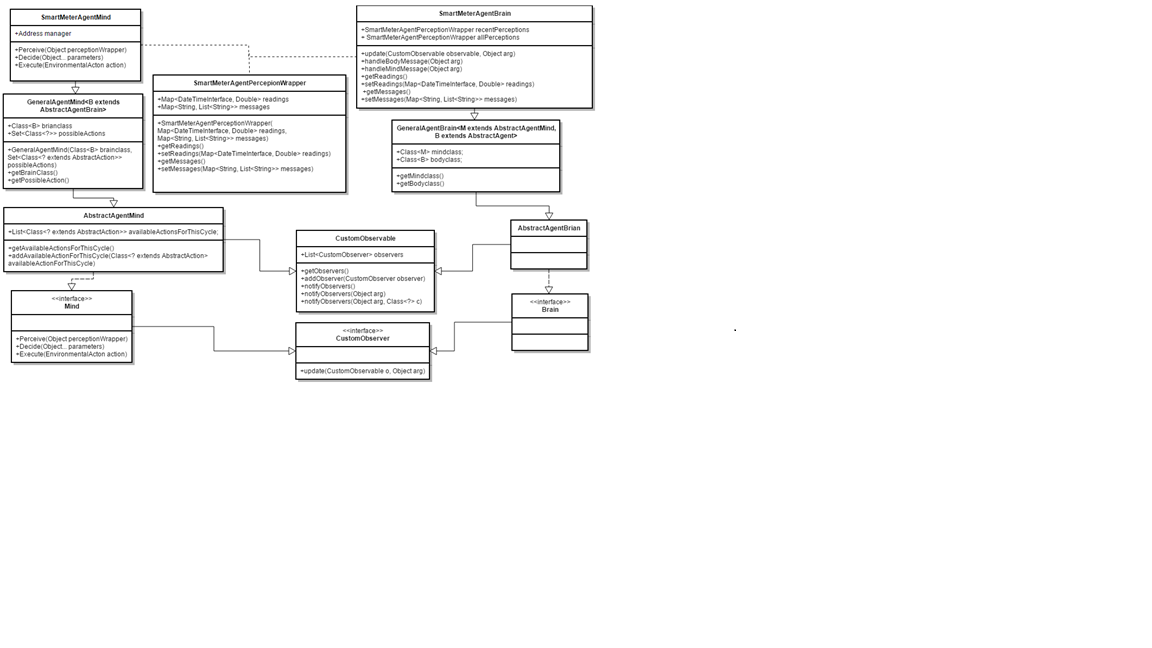 SmartMeterAgentMind
+Address manager
+Perceive(Object perceptionWrapper)
+Decide(Object... parameters)
+Execute(EnvironmentalActon action)
SmartMeterAgentBrain
+SmartMeterAgentPerceptionWrapper recentPerceptions
+ SmartMeterAgentPerceptionWrapper allPerceptions
+update(CustomObservable observable, Object arg)
+handleBodyMessage(Object arg)
+handleMindMessage(Object arg)
+getReadings()
+setReadings(Map<DateTimeInterface, Double> readings)
+getMessages()
+setMessages(Map<String, List<String>> messages)
SmartMeterAgentPercepionWrapper
+Map<DateTimeInterface, Double> readings
+Map<String, List<String>> messages
+SmartMeterAgentPerceptionWrapper(
Map<DateTimeInterface, Double> readings,
Map<String, List<String>> messages)
+getReadings()
+setReadings(Map<DateTimeInterface, Double> readings)
+getMessages()
+setMessages(Map<String, List<String>> messages)
GeneralAgentMind<B extends
AbstractAgentBrain>
+Class<B> brianclass
+Set<Class<?>> possibleActions
+GeneralAgentMind(Class<B> brainclass,
Set<Class<? extends AbstractAction>>
possibleActions)
+getBrainClass()
+getPossibleAction()
GeneralAgentBrain<M extends AbstractAgentMind,
B extends AbstractAgent>
+Class<M> mindclass;
+Class<B> bodyclass;
+getMindclass()
+getBodyclass()
AbstractAgentMind
+List<Class<? extends AbstractAction>> availableActionsForThisCycle;
+getAvailableActionsForThisCycle()
+addAvailableActionForThisCycle(Class<? extends AbstractAction>
availableActionForThisCycle)
CustomObservable
+List<CustomObserver> observers
+getObservers()
+addObserver(CustomObserver observer)
+notifyObservers()
+notifyObservers(Object arg)
+notifyObservers(Object arg, Class<?> c)
AbstractAgentBrian
<<interface>>
Mind
+Perceive(Object perceptionWrapper)
+Decide(Object... parameters)
+Execute(EnvironmentalActon action)
<<interface>>
CustomObserver
+update(CustomObservable o, Object arg)
<<interface>>
Brain